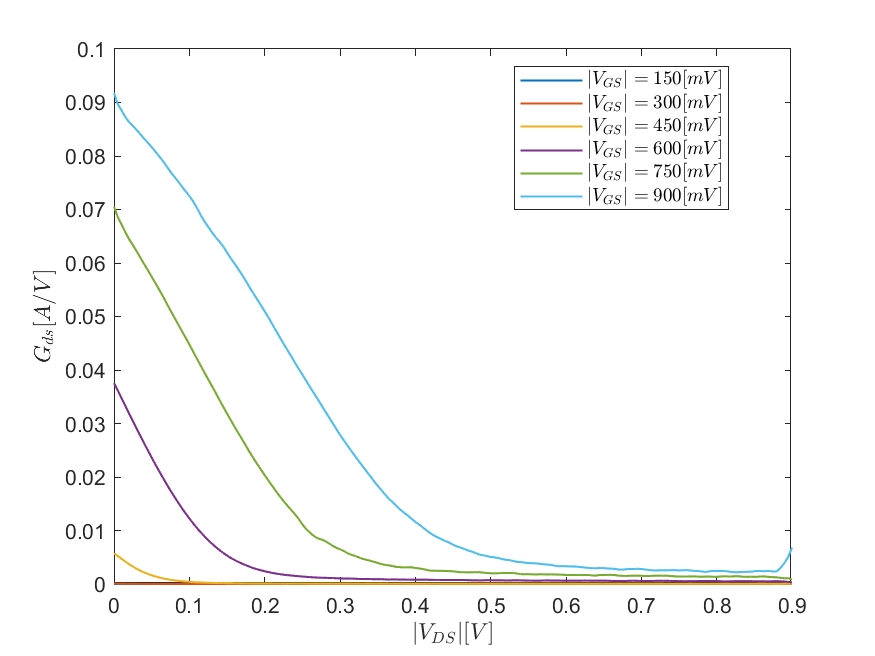 0.1
0.09
0.08
0.07
0.06
0.05
0.04
0.03
0.02
0.01
0
G_{ds}[A/V]
|V_{GS}| = 150[mV]
|V_{GS}| = 300[mV]
|V_{GS}| = 450[mV]
|V_{GS}| = 600[mV]
|V_{GS}| = 750[mV]
|V_{GS}| = 900[mV]
0 0.1 0.2 0.3 0.4 0.5 0.6 0.7 0.8 0.9
|V_{DS}|[V]